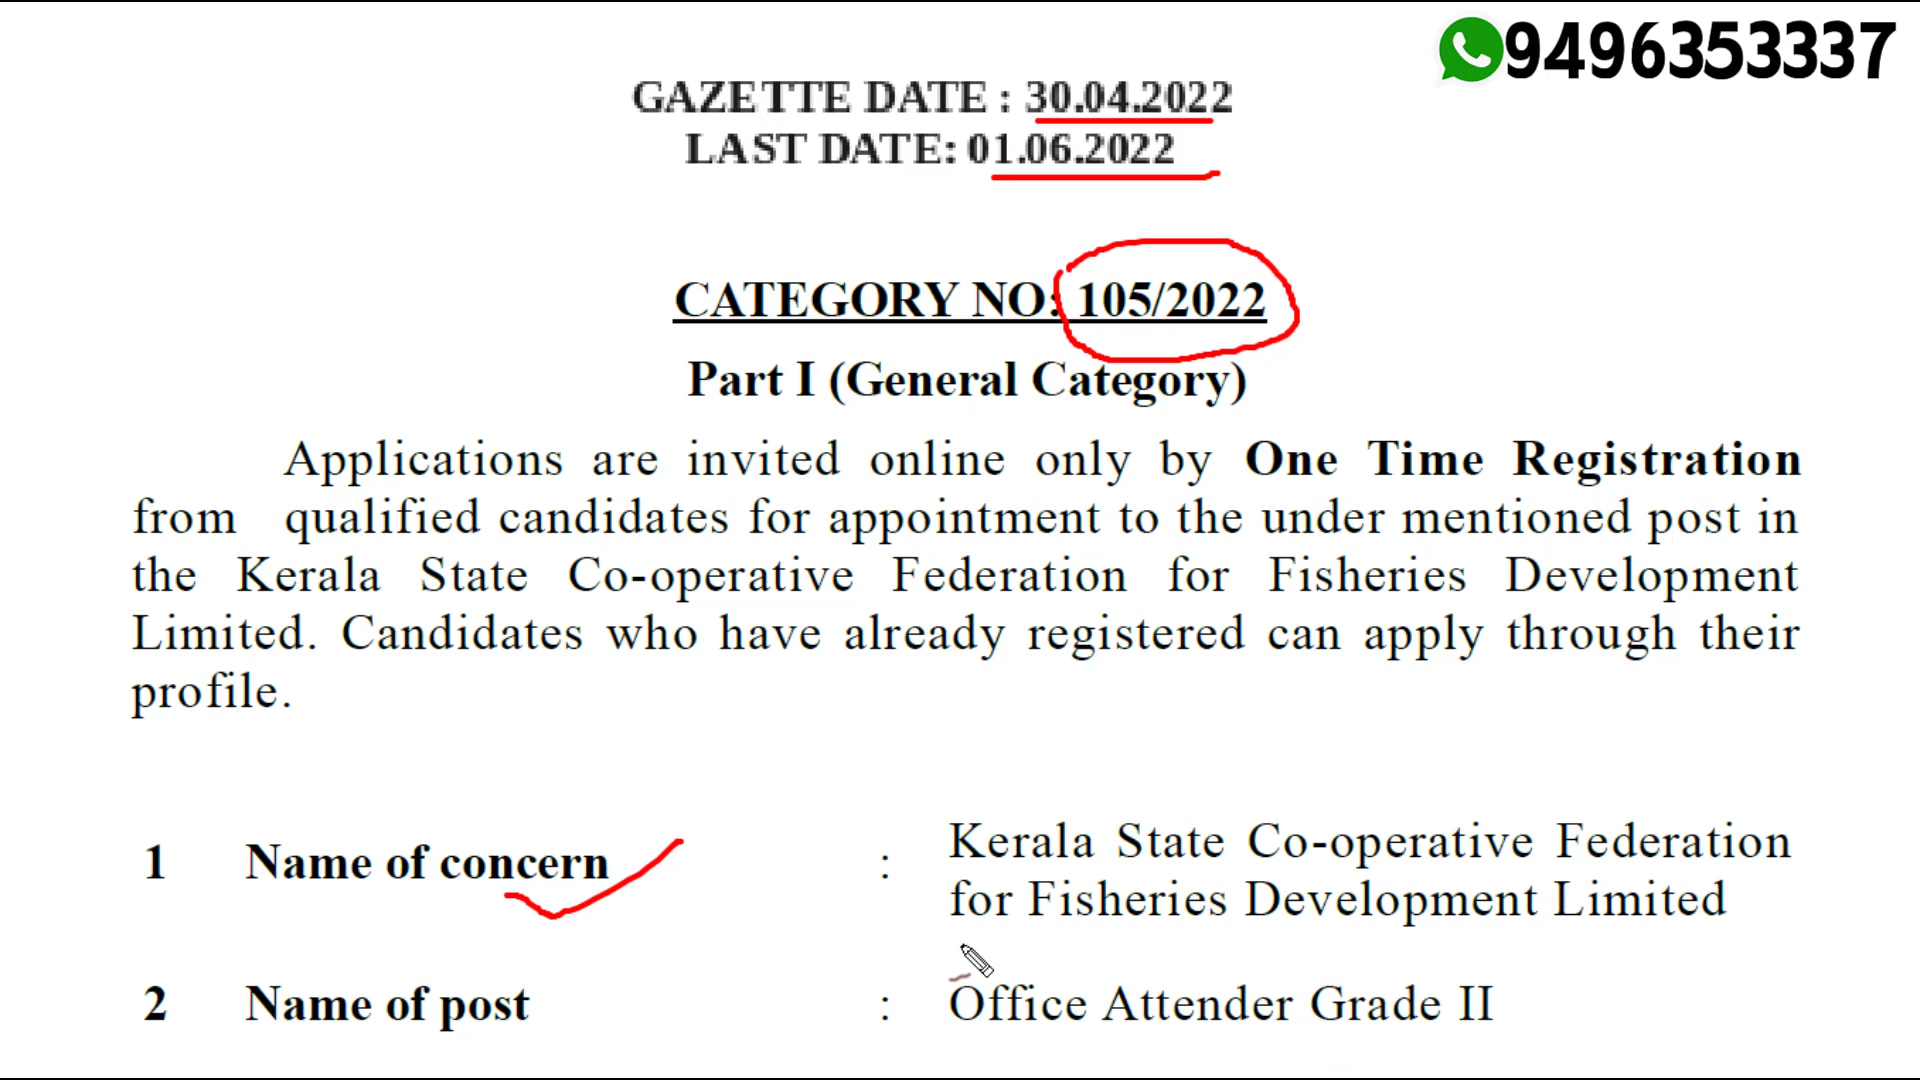 9496353337
GAZETTE DATE : 30.04.2022
LAST DATE: 01.06.2022
CATEGORY NO: 105/2022
Part I (General Category)
Applications are invited online only by One Time Registration
from qualified candidates for appointment to the under mentioned post in
the Kerala State Co-operative Federation for Fisheries Development
Limited. Candidates who have already registered can apply through their
profile.
1 Name of concern : Kerala State Co-operative Federation
for Fisheries Development Limited
2 Name of post : Office Attender Grade II